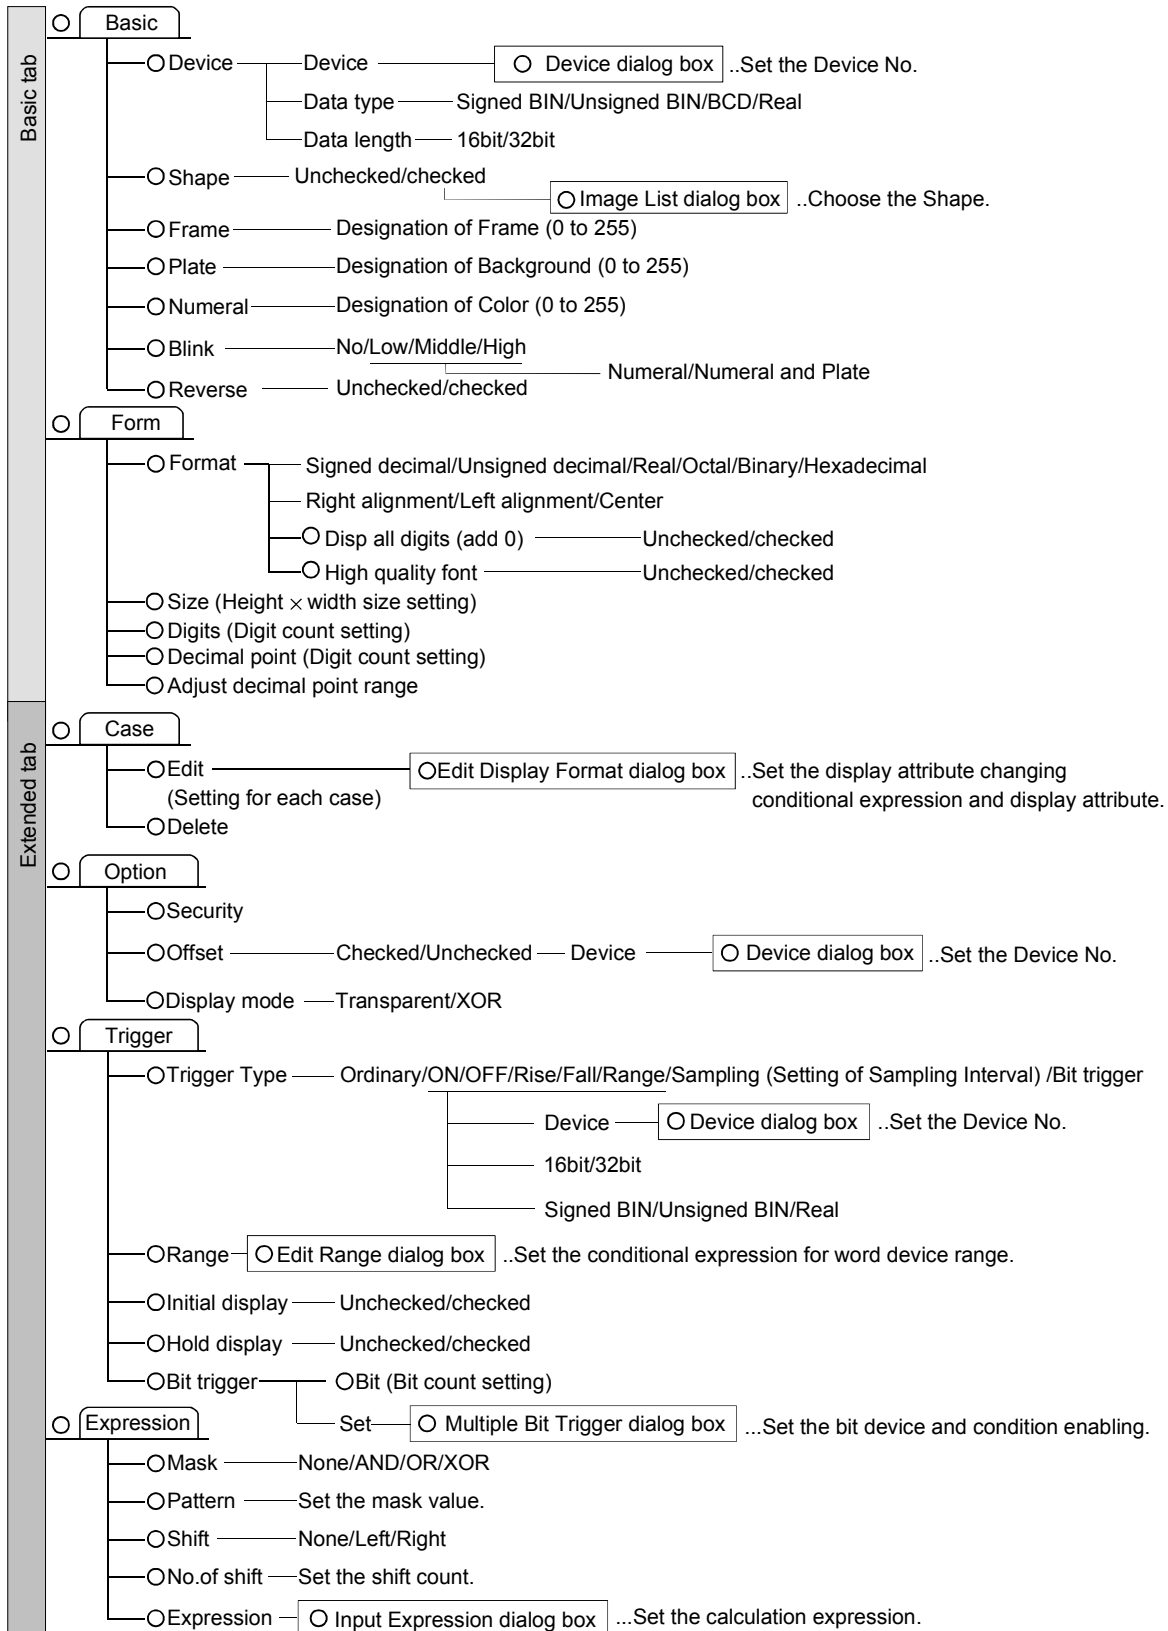 Basic tab
Basic
Device Device Device dialog box ..Set the Device No.
Data type Signed BIN/Unsigned BIN/BCD/Real
Data length 16bit/32bit
Shape Unchecked/checked
Image List dialog box ..Choose the Shape.
Frame Designation of Frame (0 to 255)
Plate Designation of Background (0 to 255)
Numeral Designation of Color (0 to 255)
Blink No/Low/Middle/High
Numeral/Numeral and Plate
Reverse Unchecked/checked
Form
Format Signed decimal/Unsigned decimal/Real/Octal/Binary/Hexadecimal
Right alignment/Left alignment/Center
Disp all digits (add 0) Unchecked/checked
High quality font Unchecked/checked
Size (Height × width size setting)
Digits (Digit count setting)
Decimal point (Digit count setting)
Adjust decimal point range
Extended tab
Case
Edit Edit Display Format dialog box ..Set the display attribute changing
(Setting for each case) conditional expression and display attribute.
Delete
Option
Security
Offset Checked/Unchecked Device Device dialog box ..Set the Device No.
Display mode Transparent/XOR
Trigger
Trigger Type Ordinary/ON/OFF/Rise/Fall/Range/Sampling (Setting of Sampling Interval) /Bit trigger
Device Device dialog box ..Set the Device No.
16bit/32bit
Signed BIN/Unsigned BIN/Real
Range Edit Range dialog box ..Set the conditional expression for word device range.
Initial display Unchecked/checked
Hold display Unchecked/checked
Bit trigger Bit (Bit count setting)
Set Multiple Bit Trigger dialog box ...Set the bit device and condition enabling.
Expression
Mask None/AND/OR/XOR
Pattern Set the mask value.
Shift None/Left/Right
No.of shift Set the shift count.
Expression Input Expression dialog box ...Set the calculation expression.